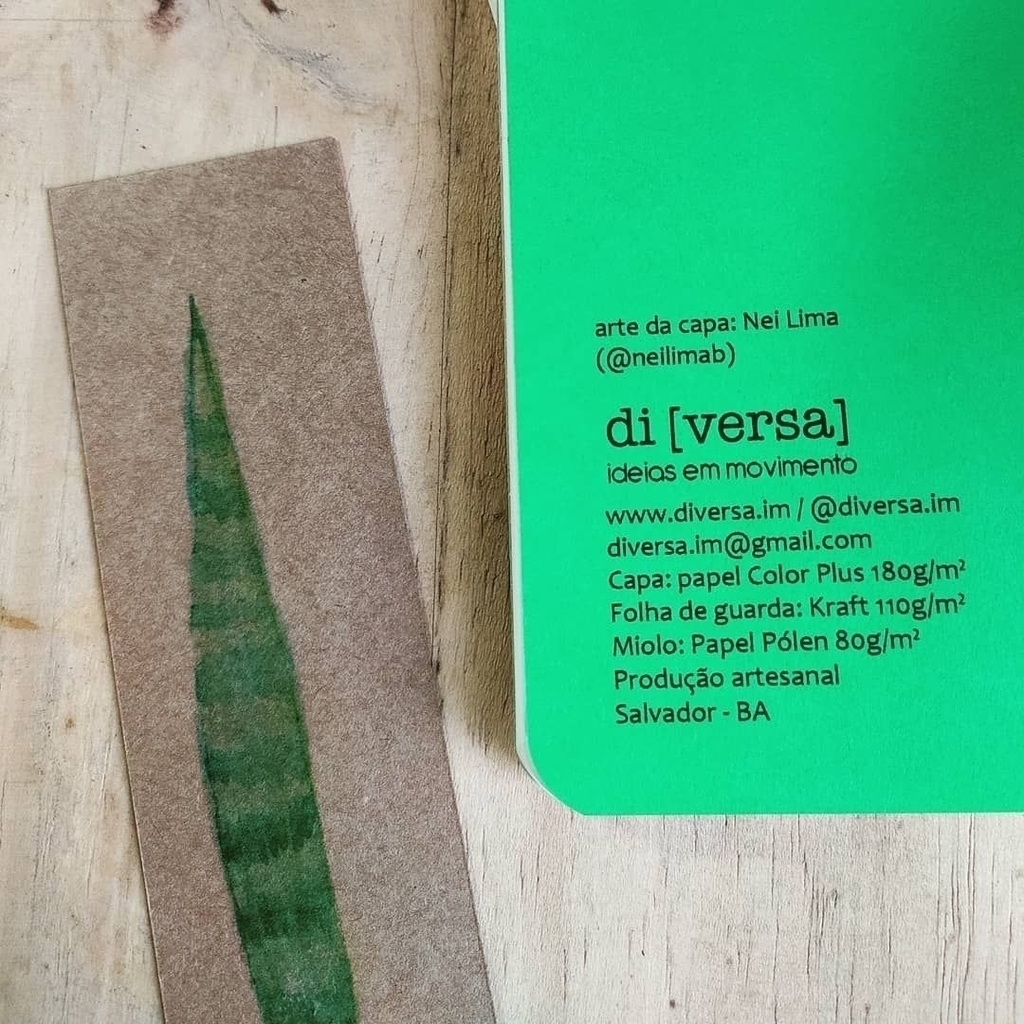 arte da capa: Nei Lima
(@neilimab)
di [versa]
ideias em movimento
www.diversa.im / @diversa.im
diversa.im@gmail.com
Capa: papel Color Plus 180g/m²
Folha de guarda: Kraft 110g/m²
Miolo: Papel Pólen 80g/m²
Produção artesanal
Salvador - BA